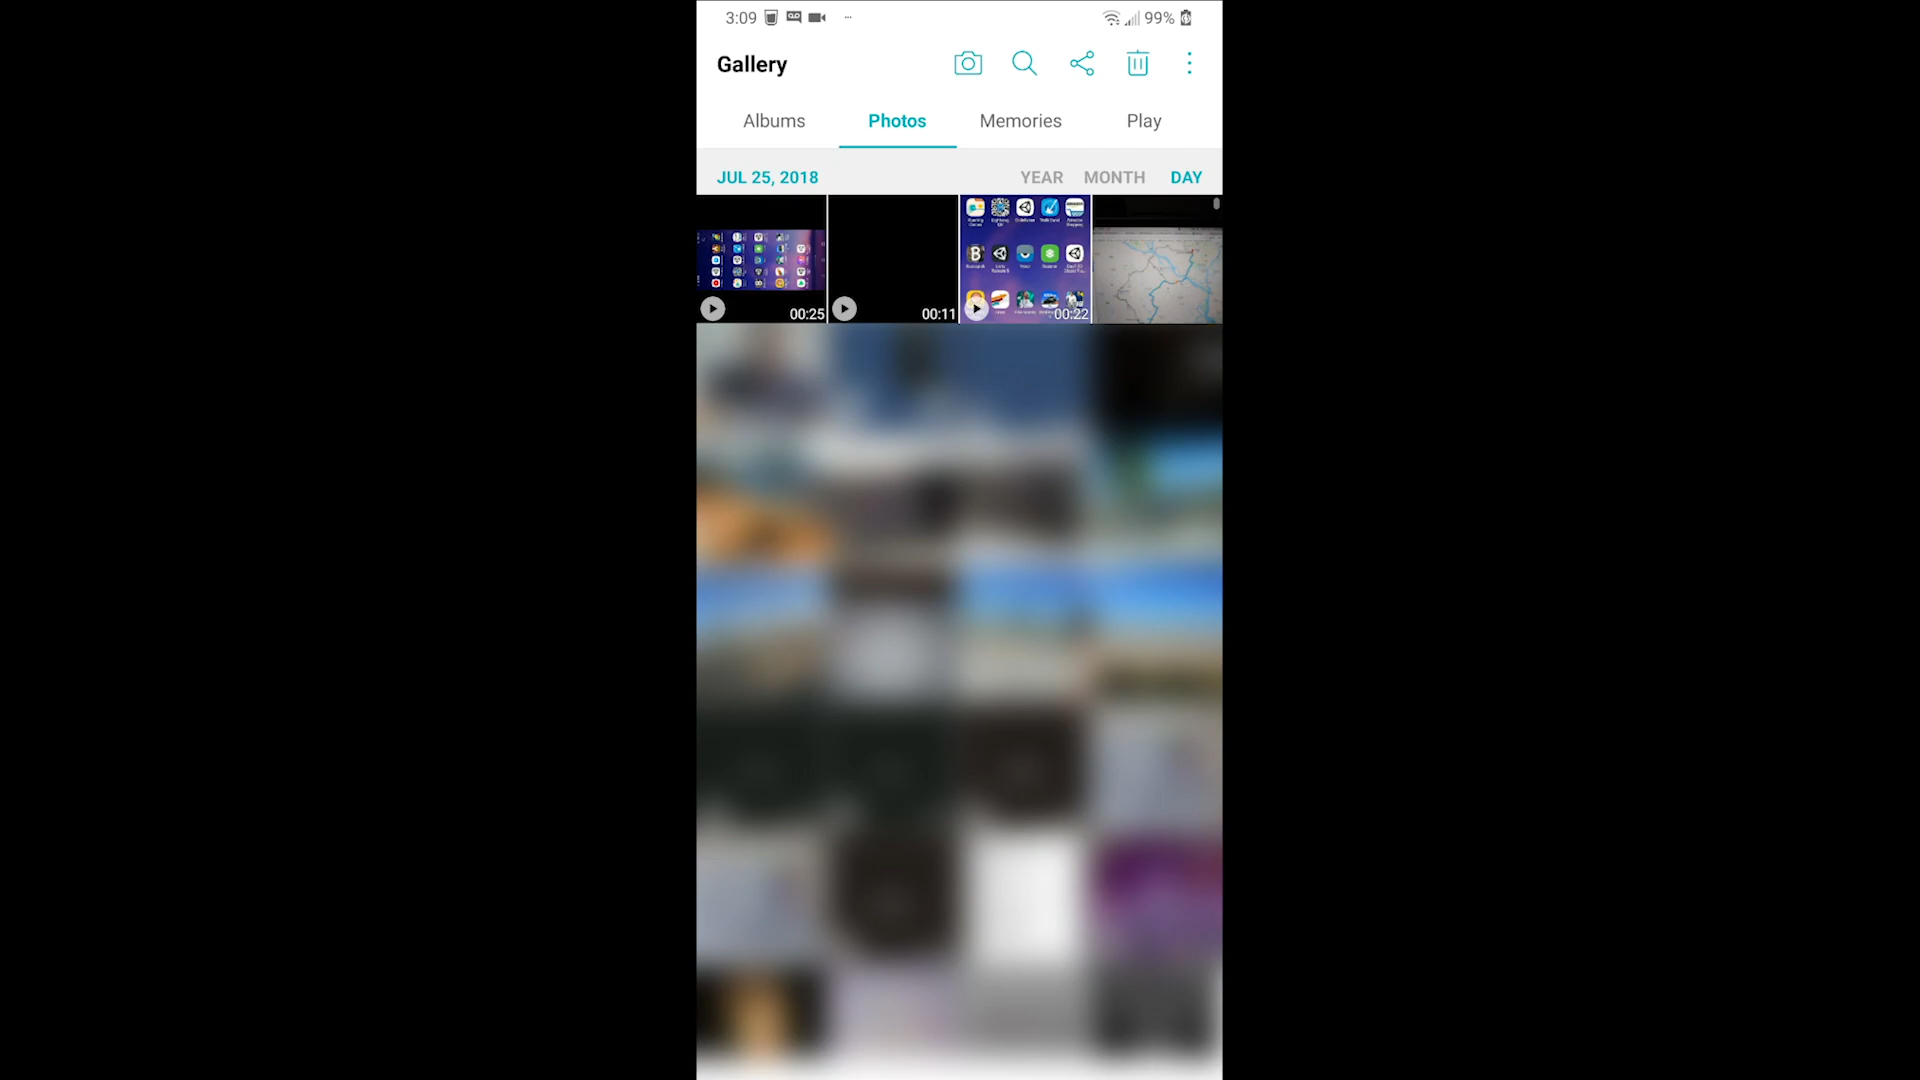 3:09 ... 99%
Gallery
Albums Photos Memories Play
JUL 25, 2018 YEAR MONTH DAY
00:25 00:11 00:22